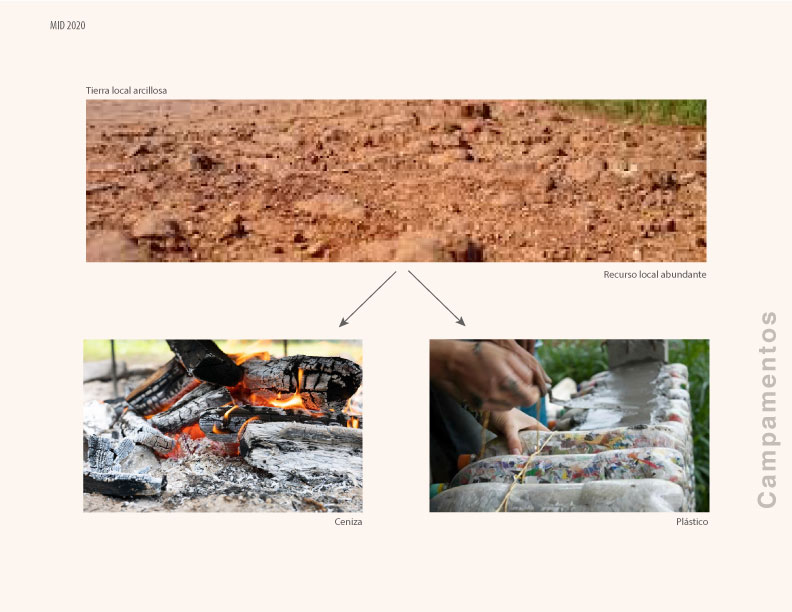 MID 2020
Tierra local arcillosa
Recurso local abundante
Ceniza
Plástico
Campamentos